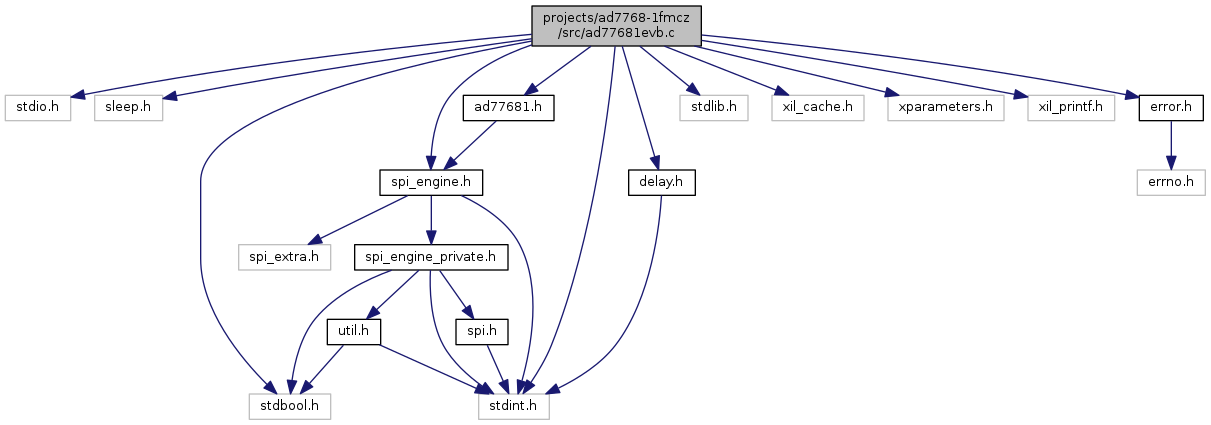 projects/ad7768-1fmcz
/src/ad77681evb.c
stdio.h
sleep.h
ad77681.h
stdlib.h
xil_cache.h
xparameters.h
xil_printf.h
error.h
spi_engine.h
delay.h
errno.h
spi_extra.h
spi_engine_private.h
util.h
spi.h
stdbool.h
stdint.h